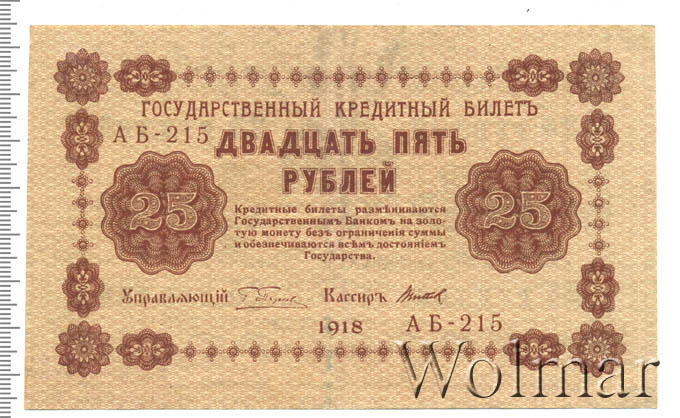 ГОСУДАРСТВЕННЫЙ КРЕДИТНЫЙ БИЛЕТЪ
АБ-215
ДВАДЦАТЬ ПЯТЬ
РУБЛЕЙ
25
25
Кредитные билеты размѣниваются
Государственнымъ Банкомъ на золо-
тую монету безъ ограниченія суммы
и обезпечиваются всѣмъ достояніемъ
Государства.
Управляющій
Кассиръ
1918
АБ-215
Wolmar